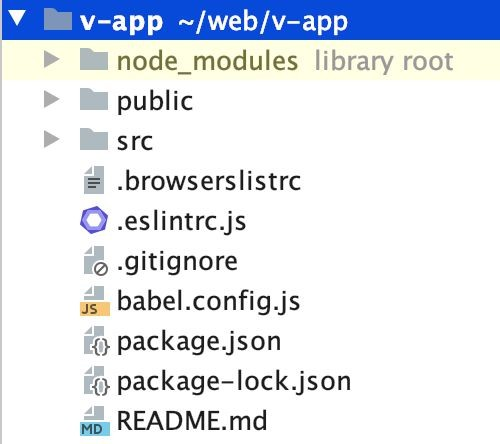 v-app ~/web/v-app
node_modules library root
public
src
.browserslistrc
.eslintrc.js
.gitignore
babel.config.js
package.json
package-lock.json
README.md